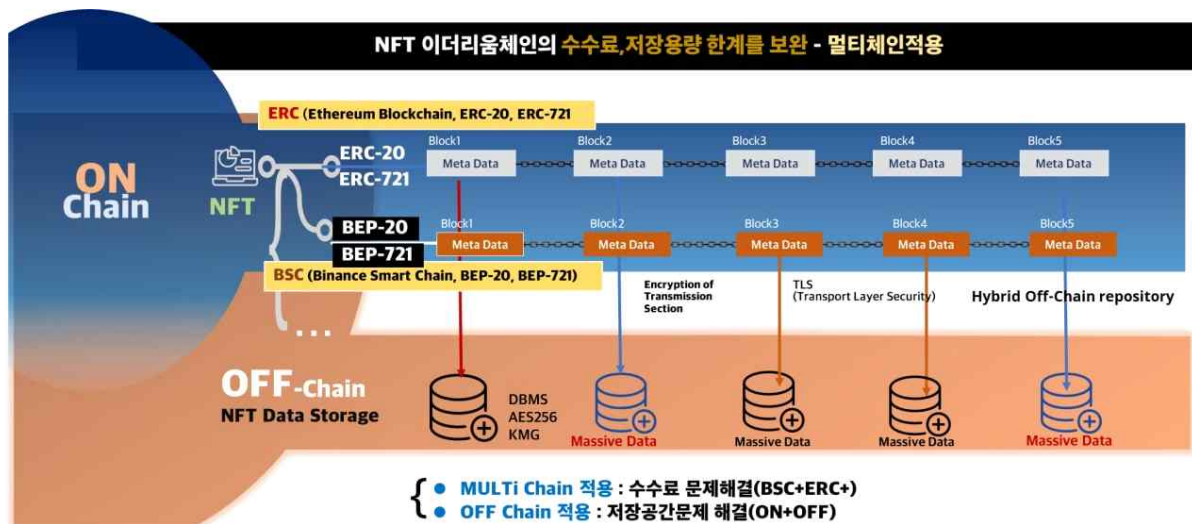 NFT 이더리움체인의 수수료,저장용량 한계를 보완 - 멀티체인적용
ERC (Ethereum Blockchain, ERC-20, ERC-721
ON
Chain
NFT
ERC-20
ERC-721
Block1
Block2
Block3
Block4
Block5
Meta Data
Meta Data
Meta Data
Meta Data
Meta Data
BEP-20
BEP-721
Block1
Block2
Block3
Block4
Block5
Meta Data
Meta Data
Meta Data
Meta Data
Meta Data
BSC (Binance Smart Chain, BEP-20, BEP-721)
Encryption of
Transmission
Section
TLS
(Transport Layer Security)
Hybrid Off-Chain repository
...
OFF-Chain
NFT Data Storage
DBMS
AES256
KMG
Massive Data
Massive Data
Massive Data
Massive Data
MULTi Chain 적용 : 수수료 문제해결(BSC+ERC+)
OFF Chain 적용 : 저장공간문제 해결(ON+OFF)